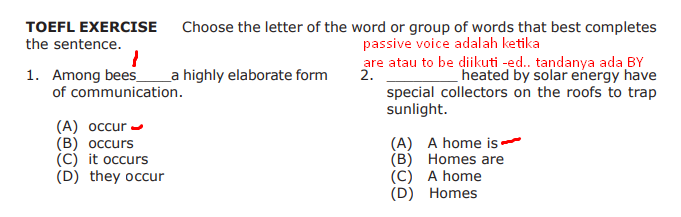 TOEFL EXERCISE Choose the letter of the word or group of words that best completes
the sentence.
passive voice adalah ketika
are atau to be diikuti -ed.. tandanya ada BY
1. Among bees_____a highly elaborate form
of communication.
(A) occur
(B) occurs
(C) it occurs
(D) they occur
2. _________ heated by solar energy have
special collectors on the roofs to trap
sunlight.
(A) A home is
(B) Homes are
(C) A home
(D) Homes